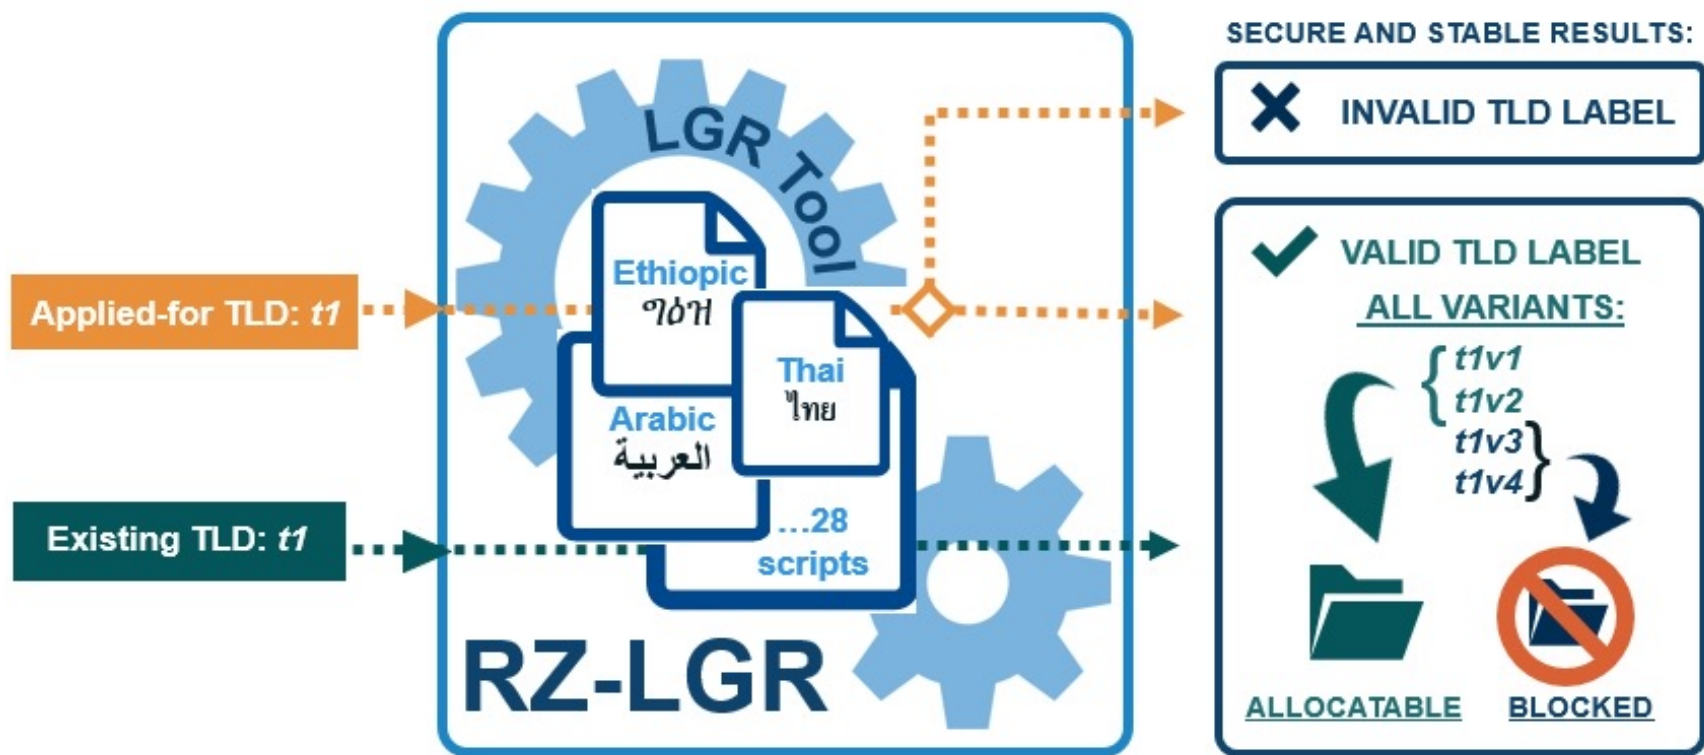 SECURE AND STABLE RESULTS:
INVALID TLD LABEL
LGR Tool
Ethiopic
ግዕዝ
Applied-for TLD: t1
Thai
ไทย
Arabic
العربية
...28
scripts
Existing TLD: t1
RZ-LGR
VALID TLD LABEL
ALL VARIANTS:
t1v1
t1v2
t1v3
t1v4
ALLOCATABLE
BLOCKED